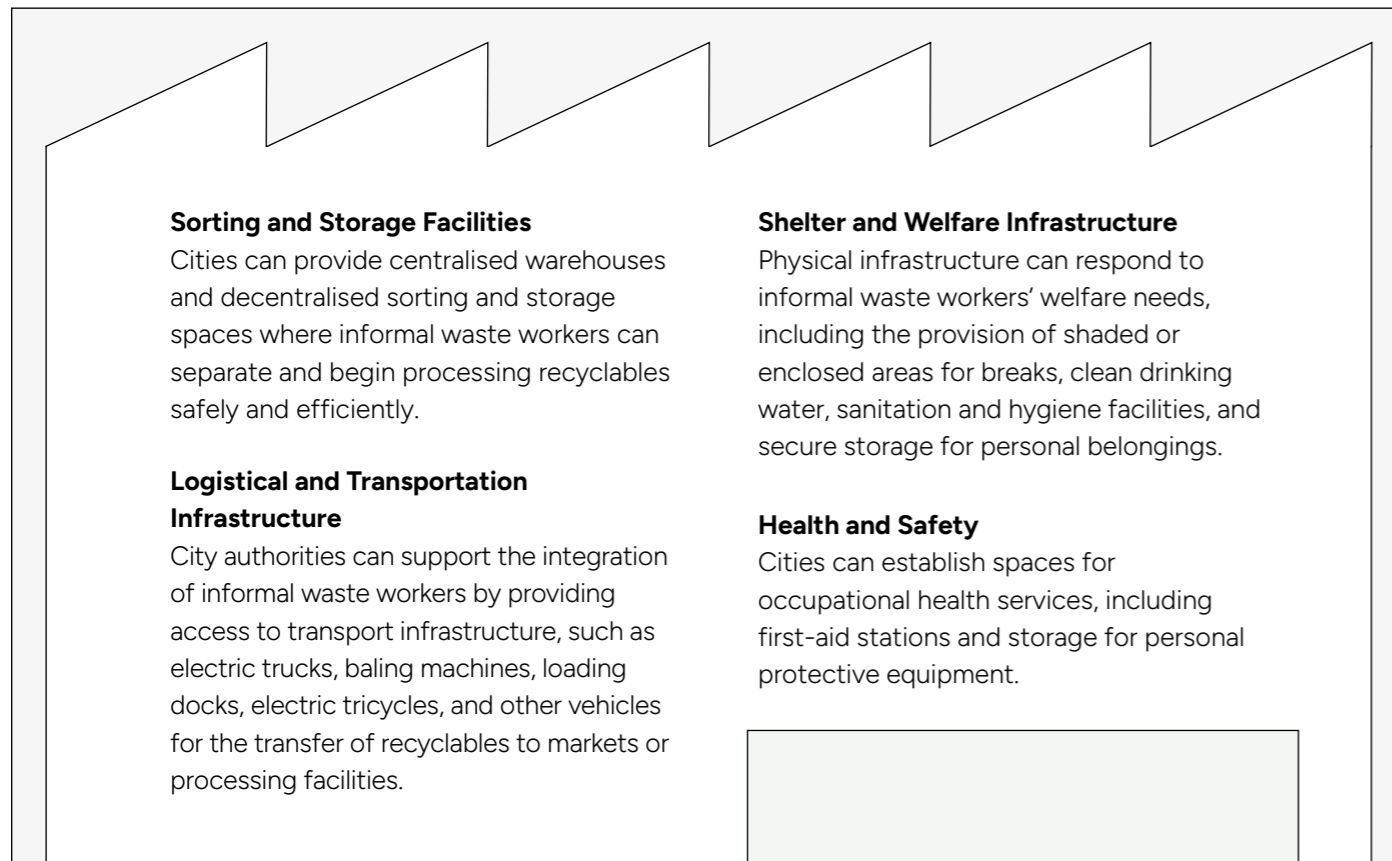 Sorting and Storage Facilities
Cities can provide centralised warehouses
and decentralised sorting and storage
spaces where informal waste workers can
separate and begin processing recyclables
safely and efficiently.
Logistical and Transportation
Infrastructure
City authorities can support the integration
of informal waste workers by providing
access to transport infrastructure, such as
electric trucks, baling machines, loading
docks, electric tricycles, and other vehicles
for the transfer of recyclables to markets or
processing facilities.
Shelter and Welfare Infrastructure
Physical infrastructure can respond to
informal waste workers’ welfare needs,
including the provision of shaded or
enclosed areas for breaks, clean drinking
water, sanitation and hygiene facilities, and
secure storage for personal belongings.
Health and Safety
Cities can establish spaces for
occupational health services, including
first-aid stations and storage for personal
protective equipment.